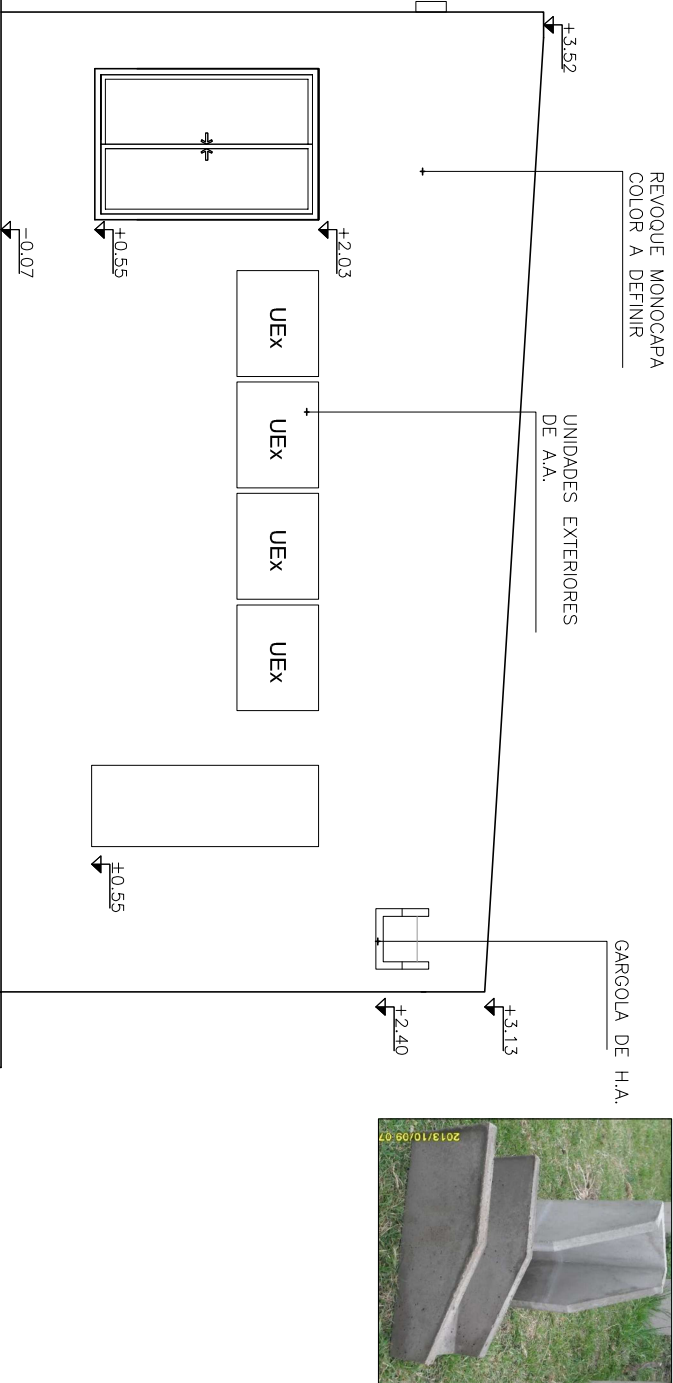 REVOQUE MONOCAPA
COLOR A DEFINIR
UNIDADES EXTERIORES
DE A.A.
GARGOLA DE H.A.
+3.52
+3.13
+2.40
+2.03
+0.55
-0.07
+0.55
UEx
UEx
UEx
UEx
2013/10/09 07